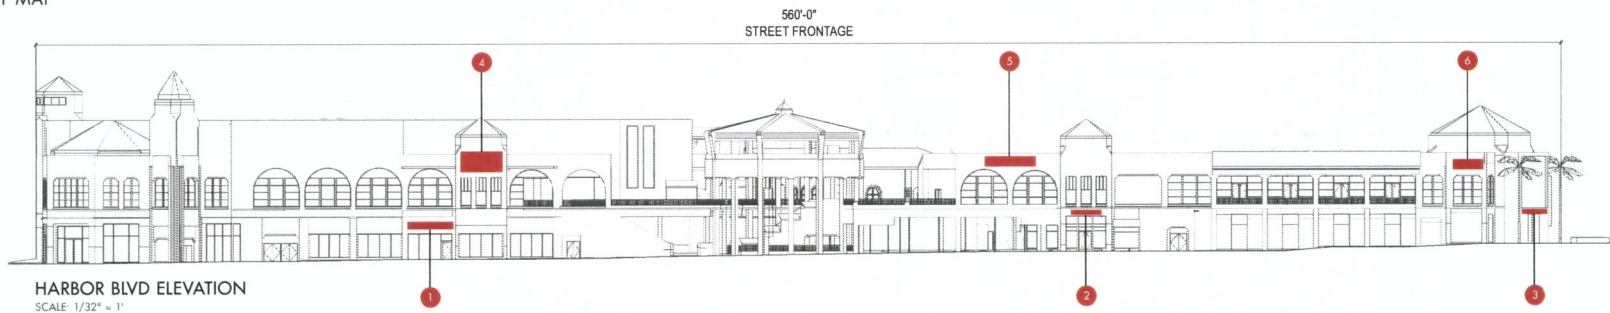 560'-0"
STREET FRONTAGE
4
5
6
1
2
3
HARBOR BLVD ELEVATION
SCALE: 1/32" = 1'